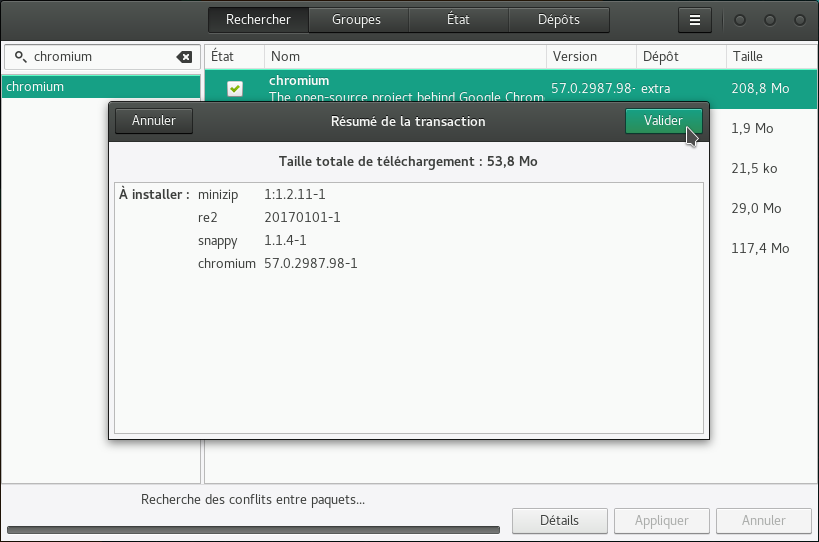 Rechercher Groupes État Dépôts
chromium État Nom Version Dépôt Taille
chromium
chromium
The open-source project behind Google Chrom 57.0.2987.98- extra 208,8 Mo
Annuler Résumé de la transaction Valider
1,9 Mo
Taille totale de téléchargement : 53,8 Mo
21,5 ko
À installer : minizip 1:1.2.11-1
29,0 Mo
re2 20170101-1
snappy 1.1.4-1
117,4 Mo
chromium 57.0.2987.98-1
Recherche des conflits entre paquets...
Détails Appliquer Annuler